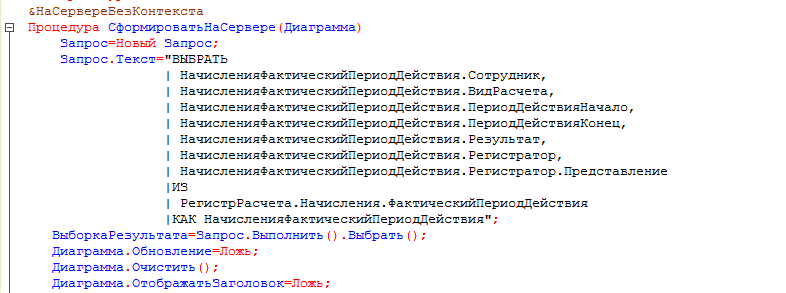 &НаСервереБезКонтекста
Процедура СформироватьНаСервере(Диаграмма)
Запрос=Новый Запрос;
Запрос.Текст="ВЫБРАТЬ
| НачисленияФактическийПериодДействия.Сотрудник,
| НачисленияФактическийПериодДействия.ВидРасчета,
| НачисленияФактическийПериодДействия.ПериодДействияНачало,
| НачисленияФактическийПериодДействия.ПериодДействияКонец,
| НачисленияФактическийПериодДействия.Результат,
| НачисленияФактическийПериодДействия.Регистратор,
| НачисленияФактическийПериодДействия.Регистратор.Представление
|ИЗ
| РегистрРасчета.Начисления.ФактическийПериодДействия
|КАК НачисленияФактическийПериодДействия";
ВыборкаРезультата=Запрос.Выполнить().Выбрать();
Диаграмма.Обновление=Ложь;
Диаграмма.Очистить();
Диаграмма.ОтображатьЗаголовок=Ложь;